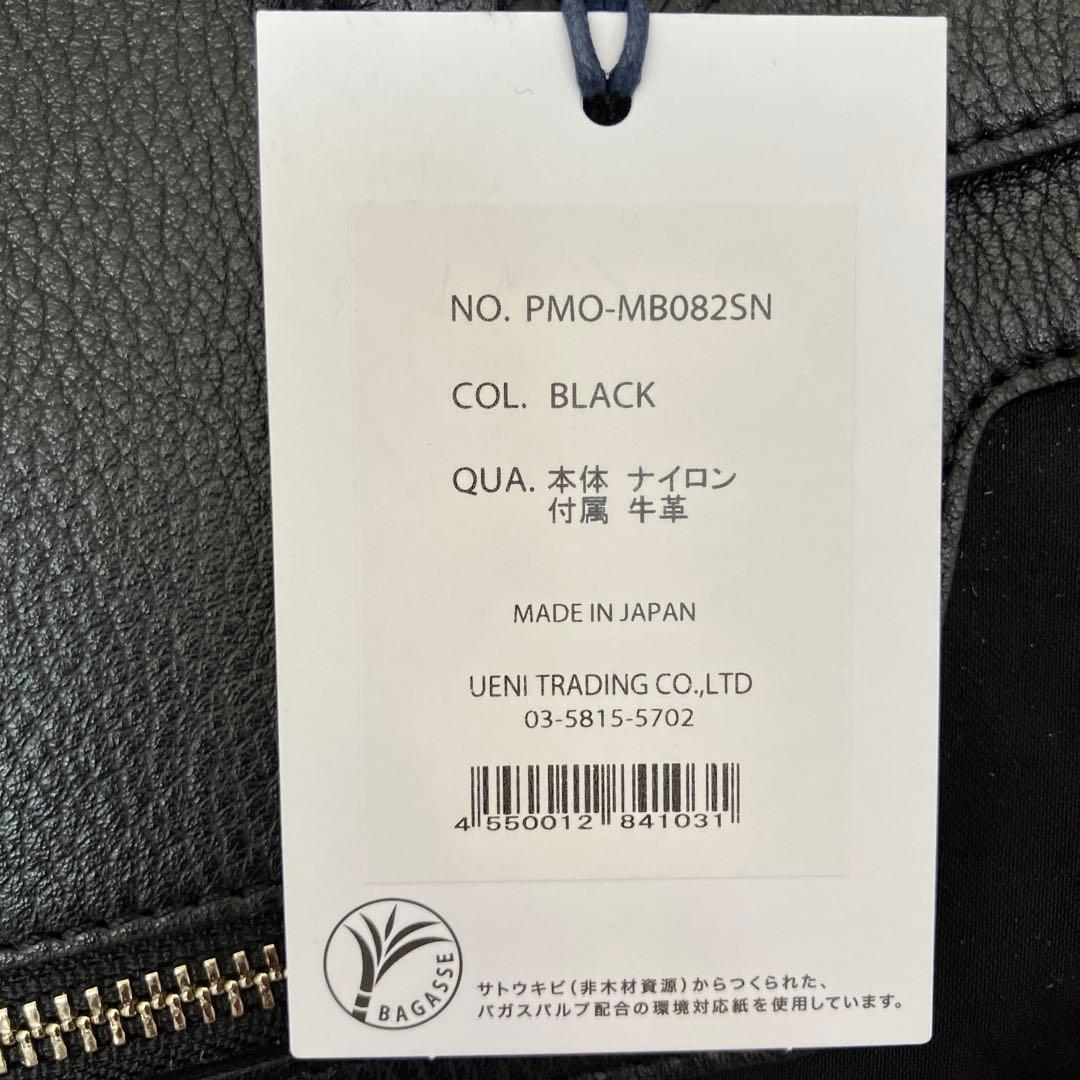 NO. PMO-MB082SN
COL. BLACK
QUA. 本体 ナイロン
付属 牛革
MADE IN JAPAN
UENI TRADING CO.,LTD
03-5815-5702
4 550012 841031
BAGASSE
サトウキビ(非木材資源)からつくられた、
バガスパルプ配合の環境対応紙を使用しています。